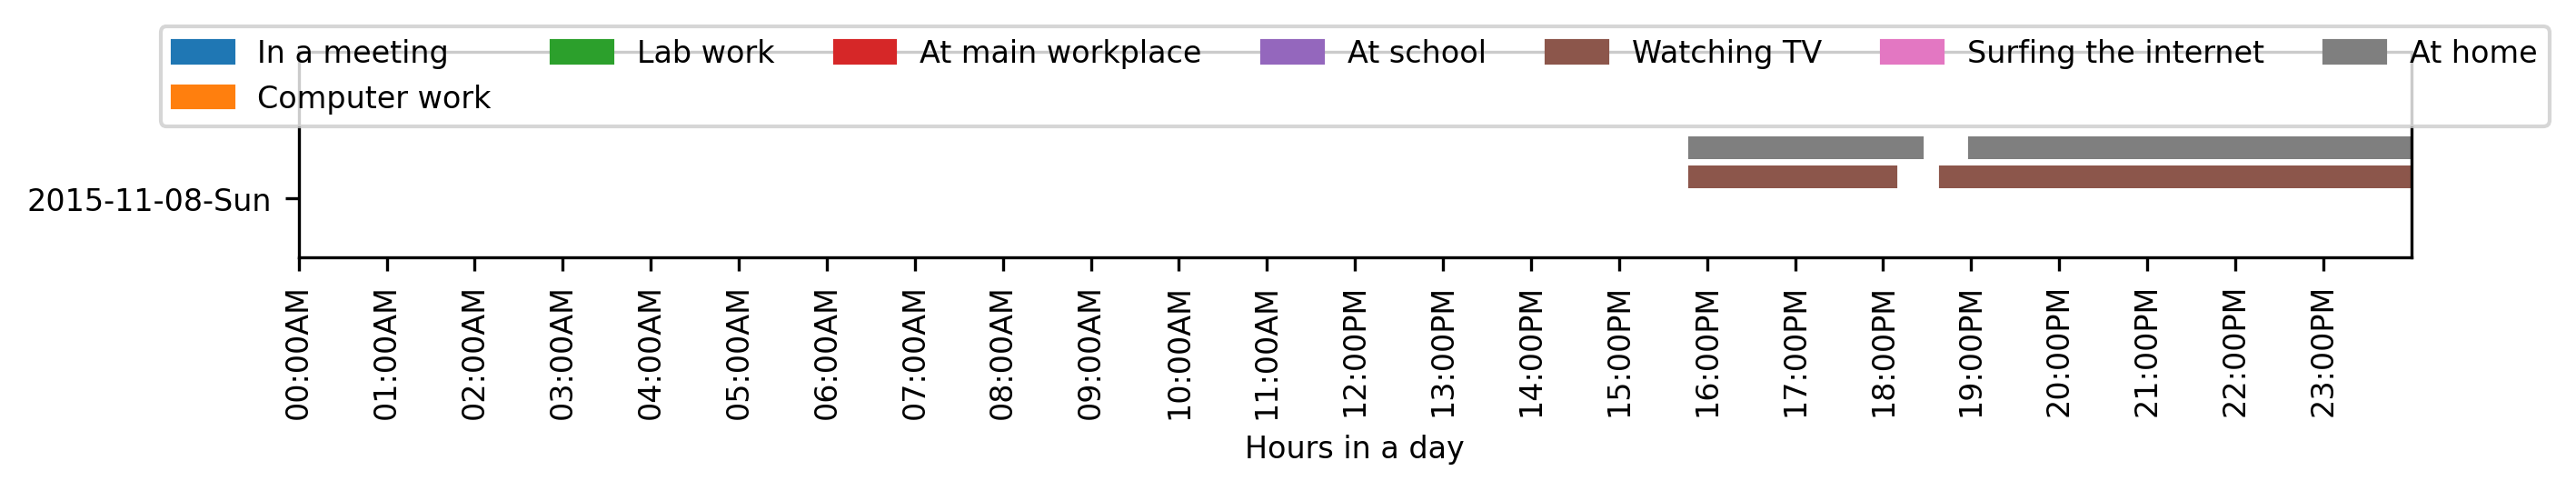 In a meeting Lab work At main workplace At school Watching TV Surfing the internet At home
Computer work
2015-11-08-Sun
00:00AM 01:00AM 02:00AM 03:00AM 04:00AM 05:00AM 06:00AM 07:00AM 08:00AM 09:00AM 10:00AM 11:00AM 12:00PM 13:00PM 14:00PM 15:00PM 16:00PM 17:00PM 18:00PM 19:00PM 20:00PM 21:00PM 22:00PM 23:00PM
Hours in a day